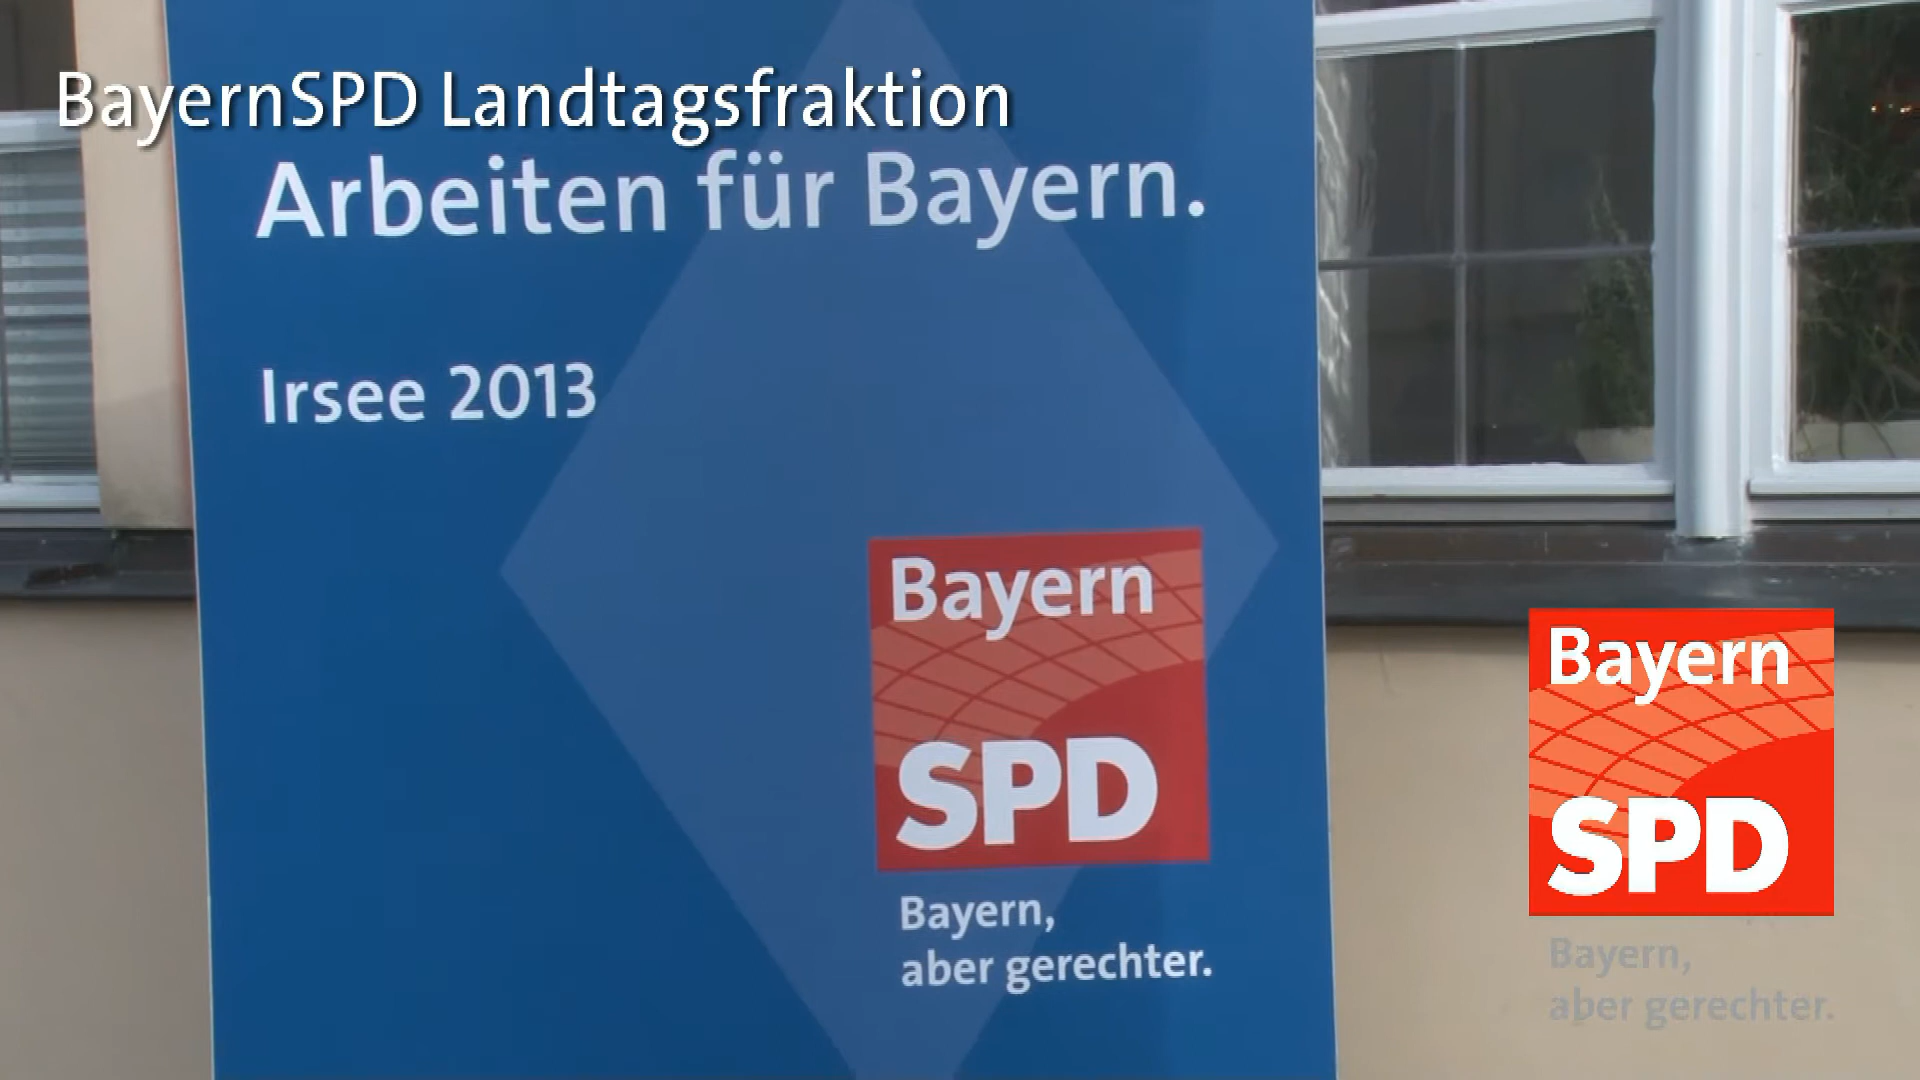 BayernSPD Landtagsfraktion
Arbeiten für Bayern.
Irsee 2013
Bayern
SPD
Bayern,
aber gerechter.
Bayern
SPD
Bayern,
aber gerechter.